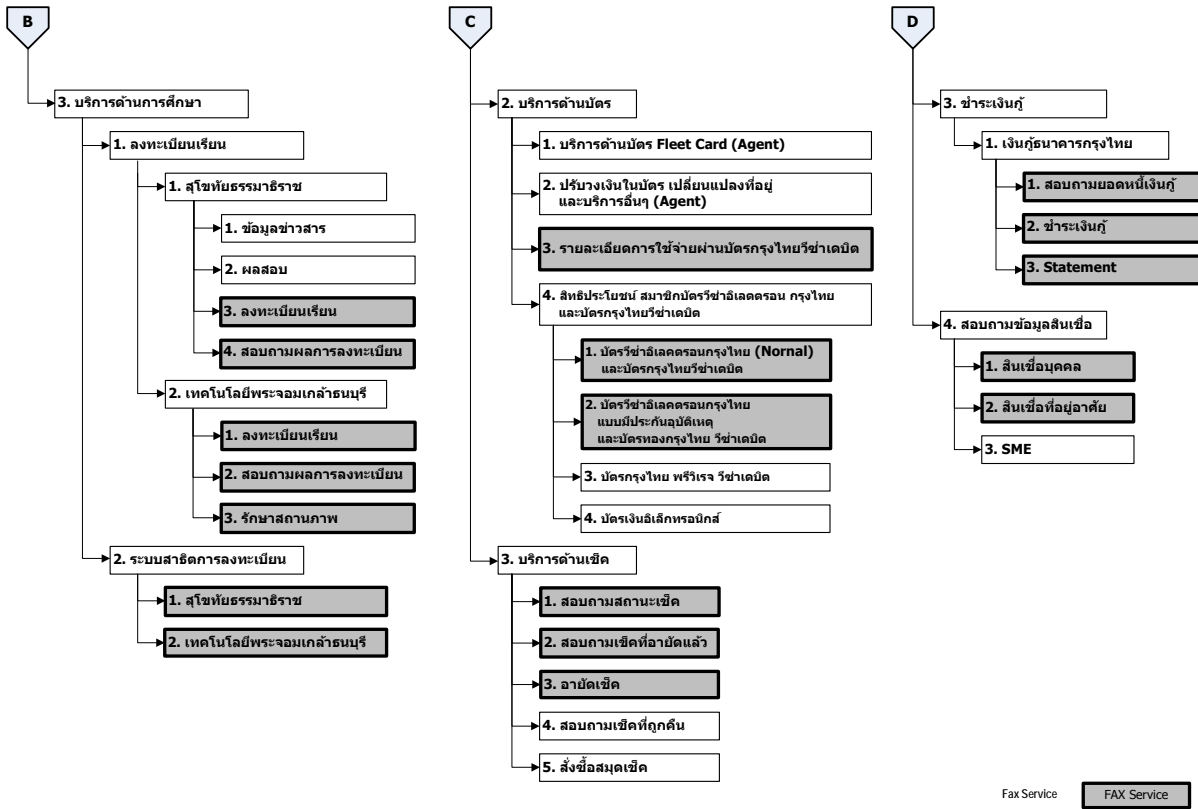 B
3. บริการด้านการศึกษา
1. ลงทะเบียนเรียน
1. สุโขทัยธรรมาธิราช
1. ข้อมูลข่าวสาร
2. ผลสอบ
3. ลงทะเบียนเรียน
4. สอบถามผลการลงทะเบียน
2. เทคโนโลยีพระจอมเกล้าธนบุรี
1. ลงทะเบียนเรียน
2. สอบถามผลการลงทะเบียน
3. รักษาสถานภาพ
2. ระบบสาธิตการลงทะเบียน
1. สุโขทัยธรรมาธิราช
2. เทคโนโลยีพระจอมเกล้าธนบุรี
C
2. บริการด้านบัตร
1. บริการด้านบัตร Fleet Card (Agent)
2. ปรับวงเงินในบัตร เปลี่ยนแปลงที่อยู่
และบริการอื่นๆ (Agent)
3. รายละเอียดการใช้จ่ายผ่านบัตรกรุงไทยวีซ่าเดบิต
4. สิทธิประโยชน์ สมาชิกบัตรวีซ่าอิเลคตรอน กรุงไทย
และบัตรกรุงไทยวีซ่าเดบิต
1. บัตรวีซ่าอิเลคตรอนกรุงไทย (Nornal)
และบัตรกรุงไทยวีซ่าเดบิต
2. บัตรวีซ่าอิเลคตรอนกรุงไทย
แบบมีประกันอุบัติเหตุ
และบัตรทองกรุงไทย วีซ่าเดบิต
3. บัตรกรุงไทย พรีวิเรจ วีซ่าเดบิต
4. บัตรเงินอิเล็กทรอนิกส์
3. บริการด้านเช็ค
1. สอบถามสถานะเช็ค
2. สอบถามเช็คที่อายัดแล้ว
3. อายัดเช็ค
4. สอบถามเช็คที่ถูกคืน
5. สั่งซื้อสมุดเช็ค
D
3. ชำระเงินกู้
1. เงินกู้ธนาคารกรุงไทย
1. สอบถามยอดหนี้เงินกู้
2. ชำระเงินกู้
3. Statement
4. สอบถามข้อมูลสินเชื่อ
1. สินเชื่อบุคคล
2. สินเชื่อที่อยู่อาศัย
3. SME
Fax Service
FAX Service